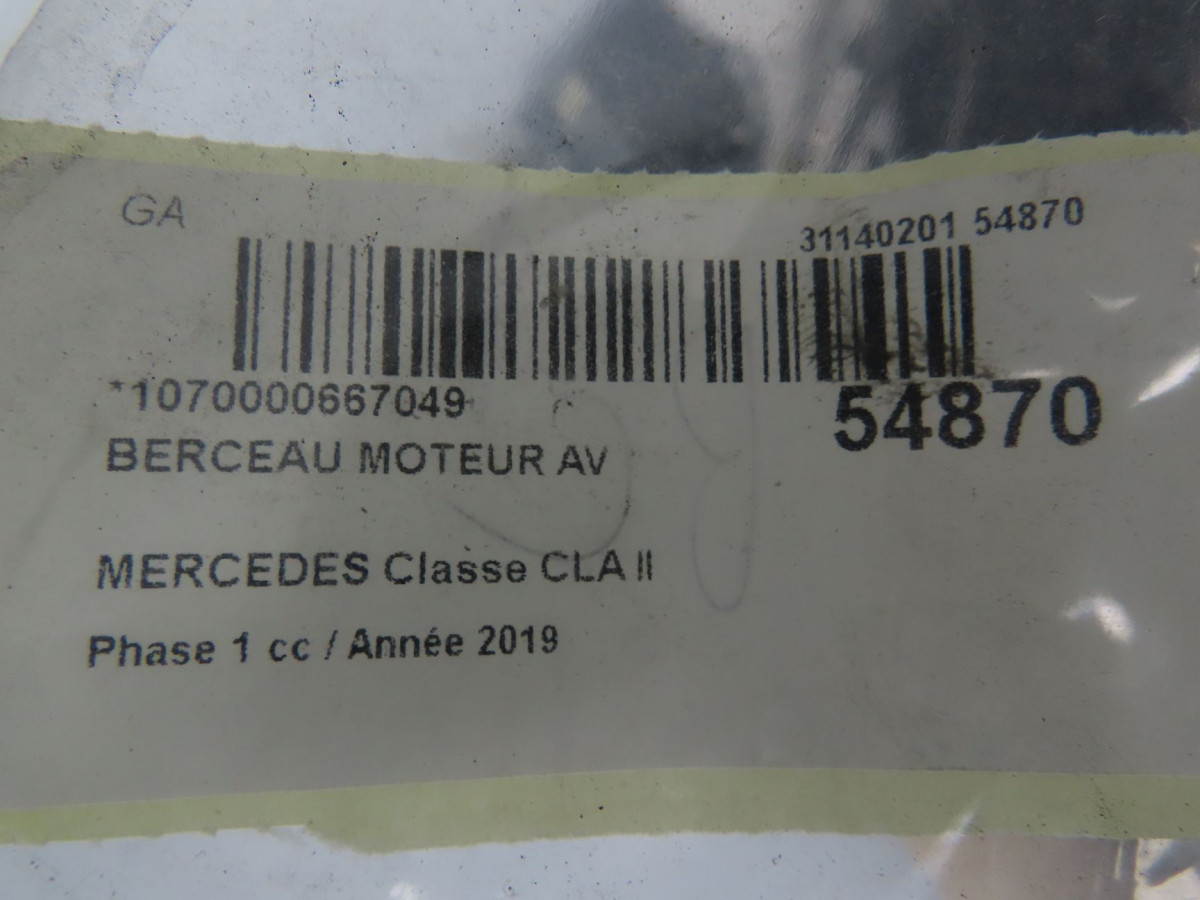 GA
31140201 54870
*1070000667049
54870
BERCEAU MOTEUR AV
MERCEDES Classe CLA II
Phase 1 cc / Année 2019